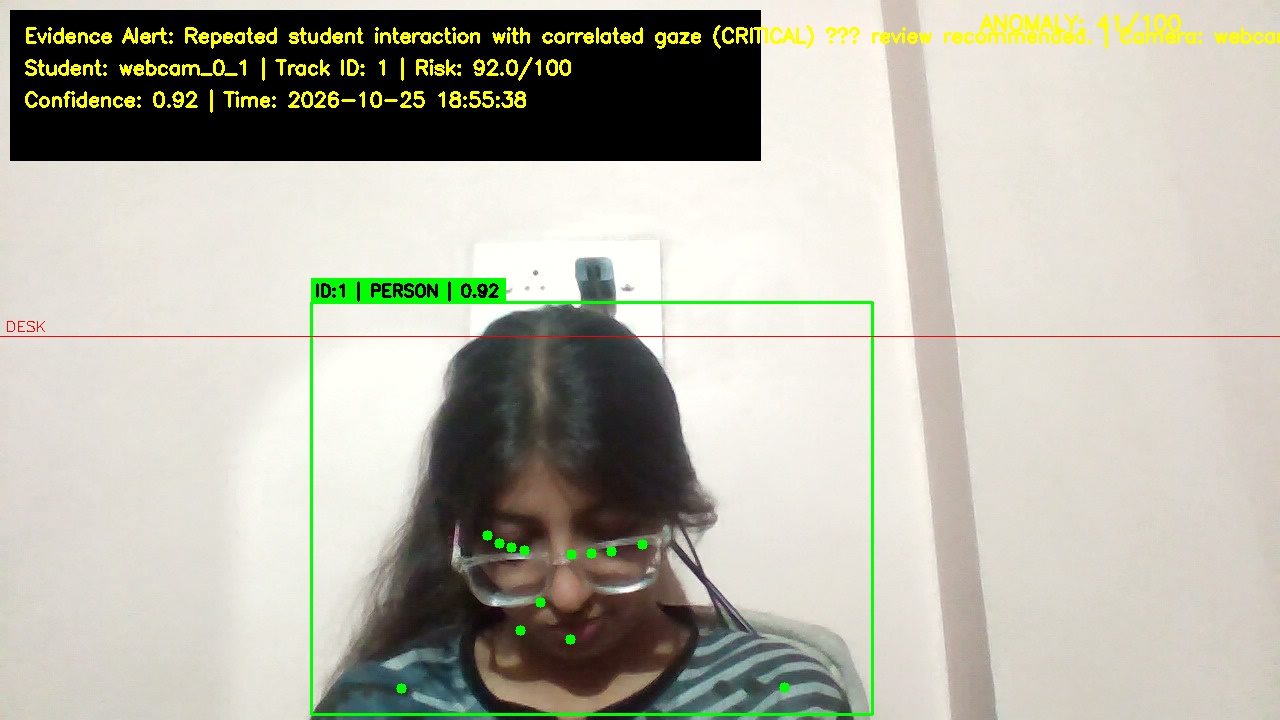 Evidence Alert: Repeated student interaction with correlated gaze (CRITICAL) ??? review recommended. | Camera: webcam
ANOMALY: 41/100
Student: webcam_0_1 | Track ID: 1 | Risk: 92.0/100
Confidence: 0.92 | Time: 2026-10-25 18:55:38
ID:1 | PERSON | 0.92
DESK